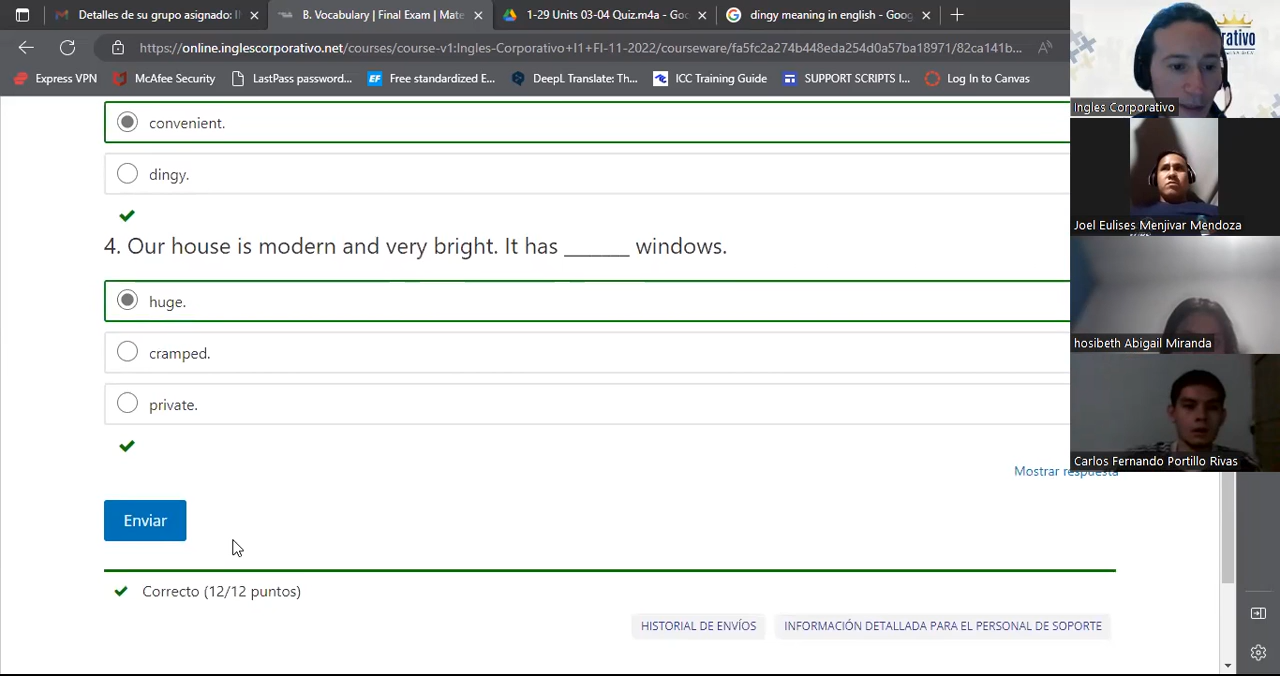 Detalles de su grupo asignado: I
B. Vocabulary | Final Exam | Mate
1-29 Units 03-04 Quiz.m4a - Goo
dingy meaning in english - Goog
https://online.inglescorporativo.net/courses/course-v1:Ingles-Corporativo+I1+FI-11-2022/courseware/fa5fc2a274b448eda254d0a57ba18971/82ca141b...
Express VPN
McAfee Security
LastPass password...
EF Free standardized E...
DeepL Translate: Th...
ICC Training Guide
SUPPORT SCRIPTS I...
Log In to Canvas
Ingles Corporativo
convenient.
dingy.
Joel Eulises Menjivar Mendoza
4. Our house is modern and very bright. It has _______ windows.
huge.
hosibeth Abigail Miranda
cramped.
private.
Carlos Fernando Portillo Rivas
Mostrar respuesta
Enviar
Correcto (12/12 puntos)
HISTORIAL DE ENVÍOS
INFORMACIÓN DETALLADA PARA EL PERSONAL DE SOPORTE